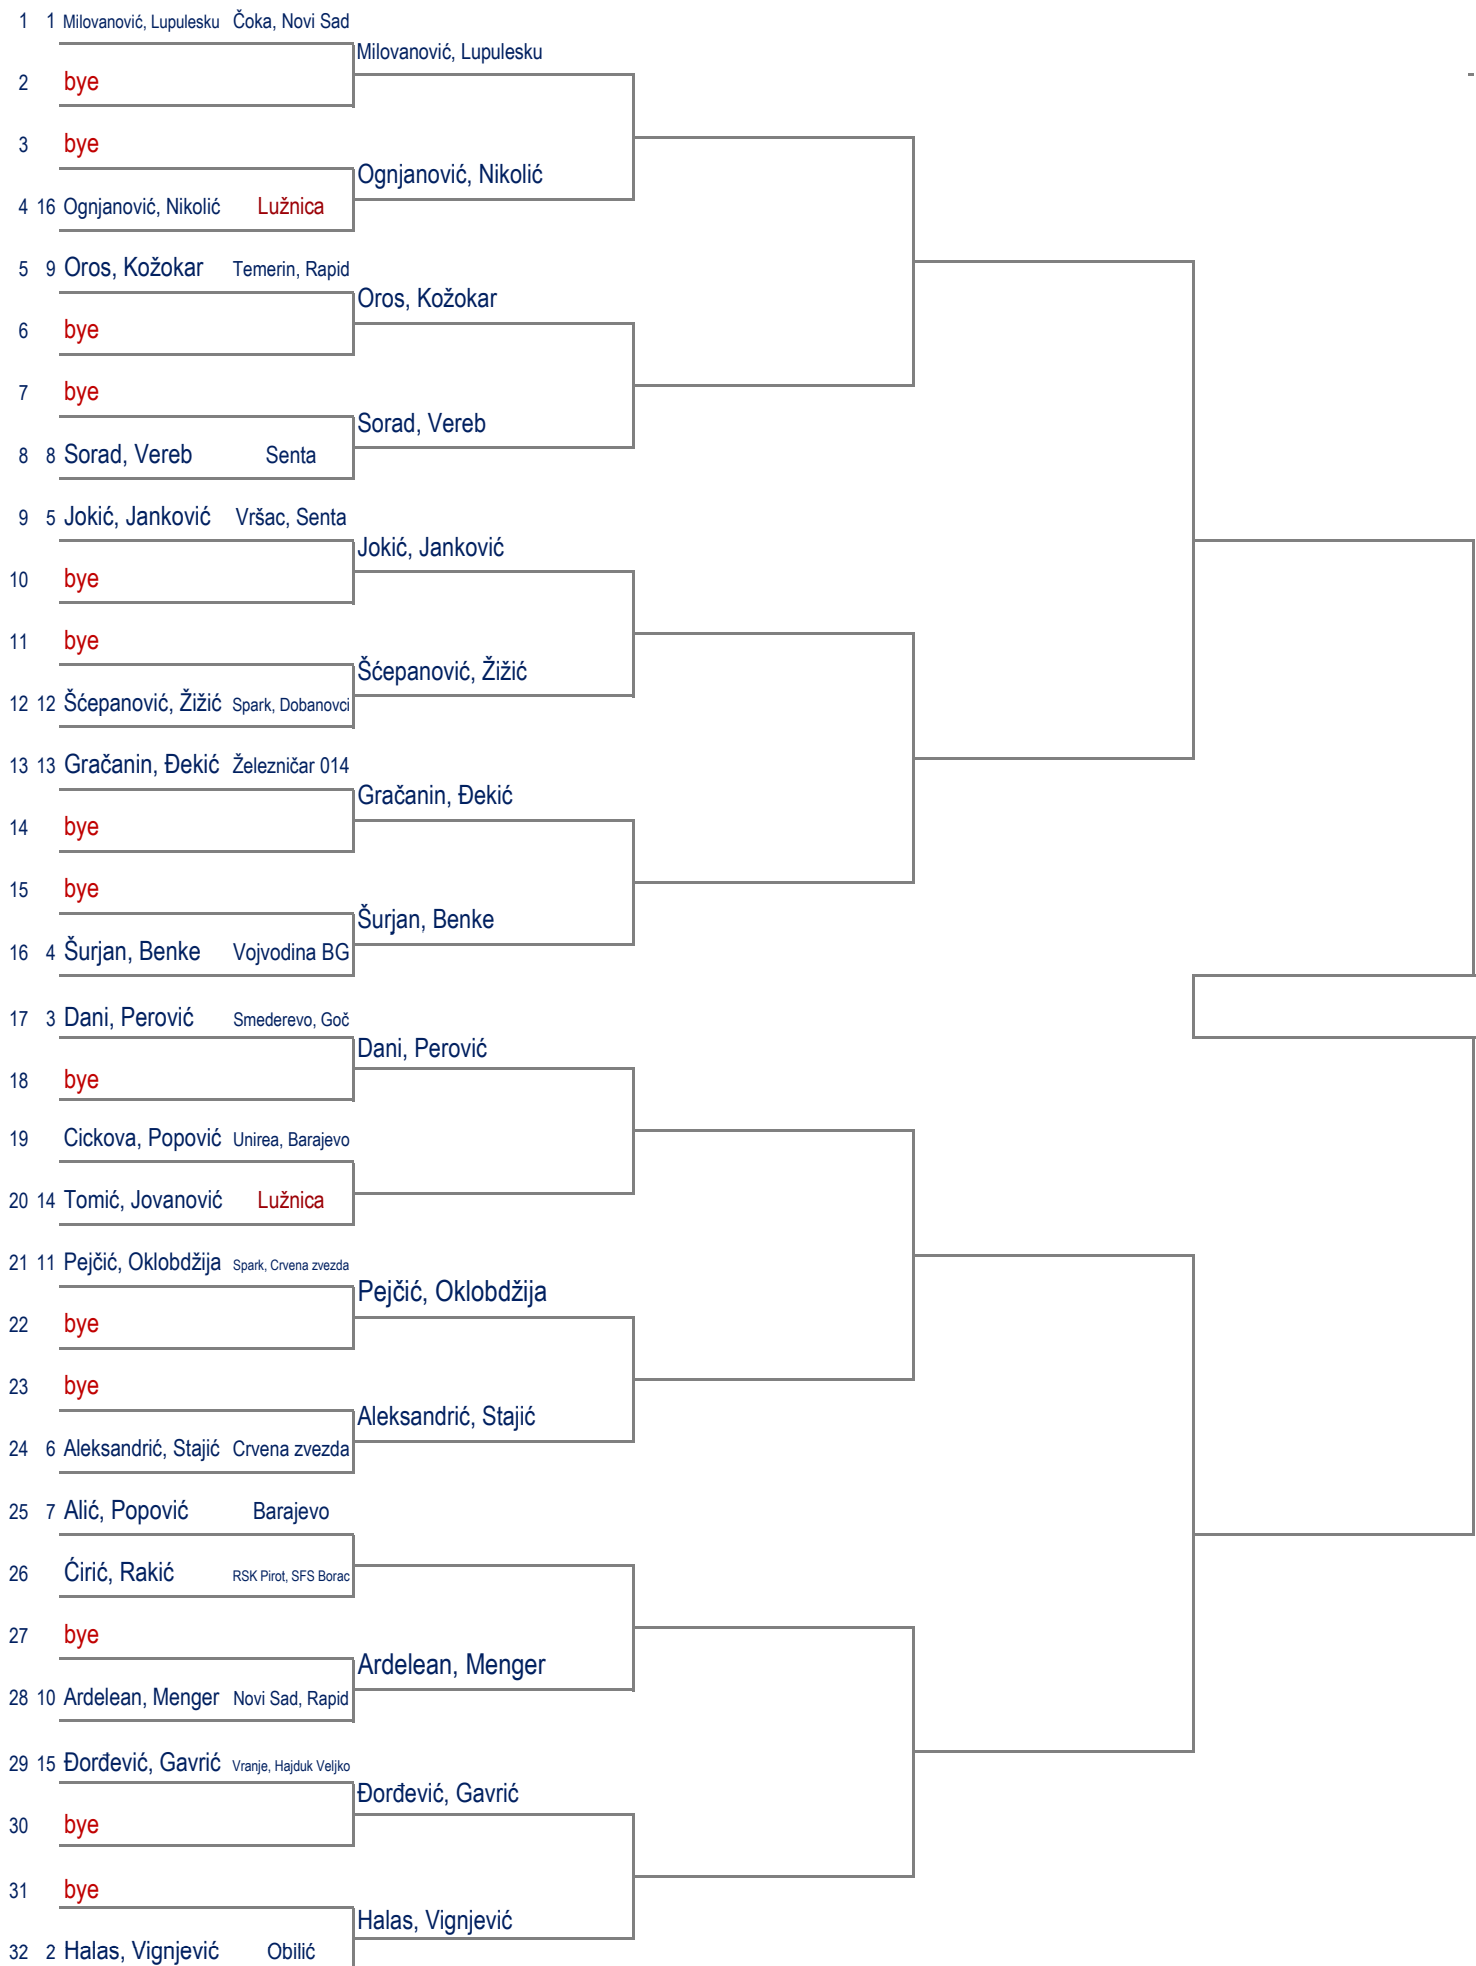 1 1 Milovanović, Lupulesku Čoka, Novi Sad
Milovanović, Lupulesku
2 bye
3 bye
Ognjanović, Nikolić
4 16 Ognjanović, Nikolić Lužnica
5 9 Oros, Kožokar Temerin, Rapid
Oros, Kožokar
6 bye
7 bye
Sorad, Vereb
8 8 Sorad, Vereb Senta
9 5 Jokić, Janković Vršac, Senta
Jokić, Janković
10 bye
11 bye
Šćepanović, Žižić
12 12 Šćepanović, Žižić Spark, Dobanovci
13 13 Gračanin, Đekić Železničar 014
Gračanin, Đekić
14 bye
15 bye
Šurjan, Benke
16 4 Šurjan, Benke Vojvodina BG
17 3 Dani, Perović Smederevo, Goč
Dani, Perović
18 bye
19 Cickova, Popović Unirea, Barajevo
20 14 Tomić, Jovanović Lužnica
21 11 Pejčić, Oklobdžija Spark, Crvena zvezda
Pejčić, Oklobdžija
22 bye
23 bye
Aleksandrić, Stajić
24 6 Aleksandrić, Stajić Crvena zvezda
25 7 Alić, Popović Barajevo
26 Ćirić, Rakić RSK Pirot, SFS Borac
27 bye
Ardelean, Menger
28 10 Ardelean, Menger Novi Sad, Rapid
29 15 Đorđević, Gavrić Vranje, Hajduk Veljko
Đorđević, Gavrić
30 bye
31 bye
Halas, Vignjević
32 2 Halas, Vignjević Obilić